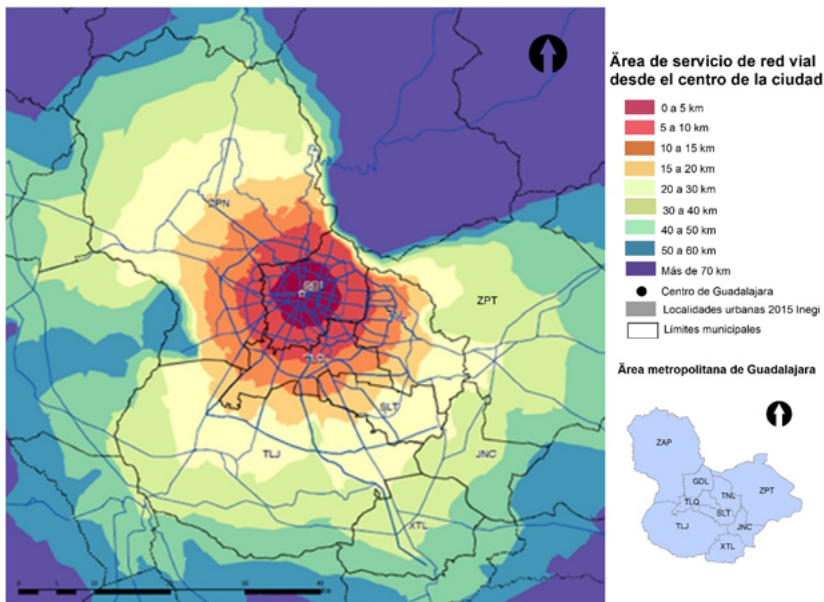 ZPN
GDL
TNL
TLQ
SLT
TLJ
ZPT
JNC
XTL
Ärea de servicio de red vial
desde el centro de la ciudad
0 a 5 km
5 a 10 km
10 a 15 km
15 a 20 km
20 a 30 km
30 a 40 km
40 a 50 km
50 a 60 km
Más de 70 km
Centro de Guadalajara
Localidades urbanas 2015 Inegi
Límites municipales
Ärea metropolitana de Guadalajara
ZAP
GDL
TNL
ZPT
TLQ
SLT
TLJ
JNC
XTL